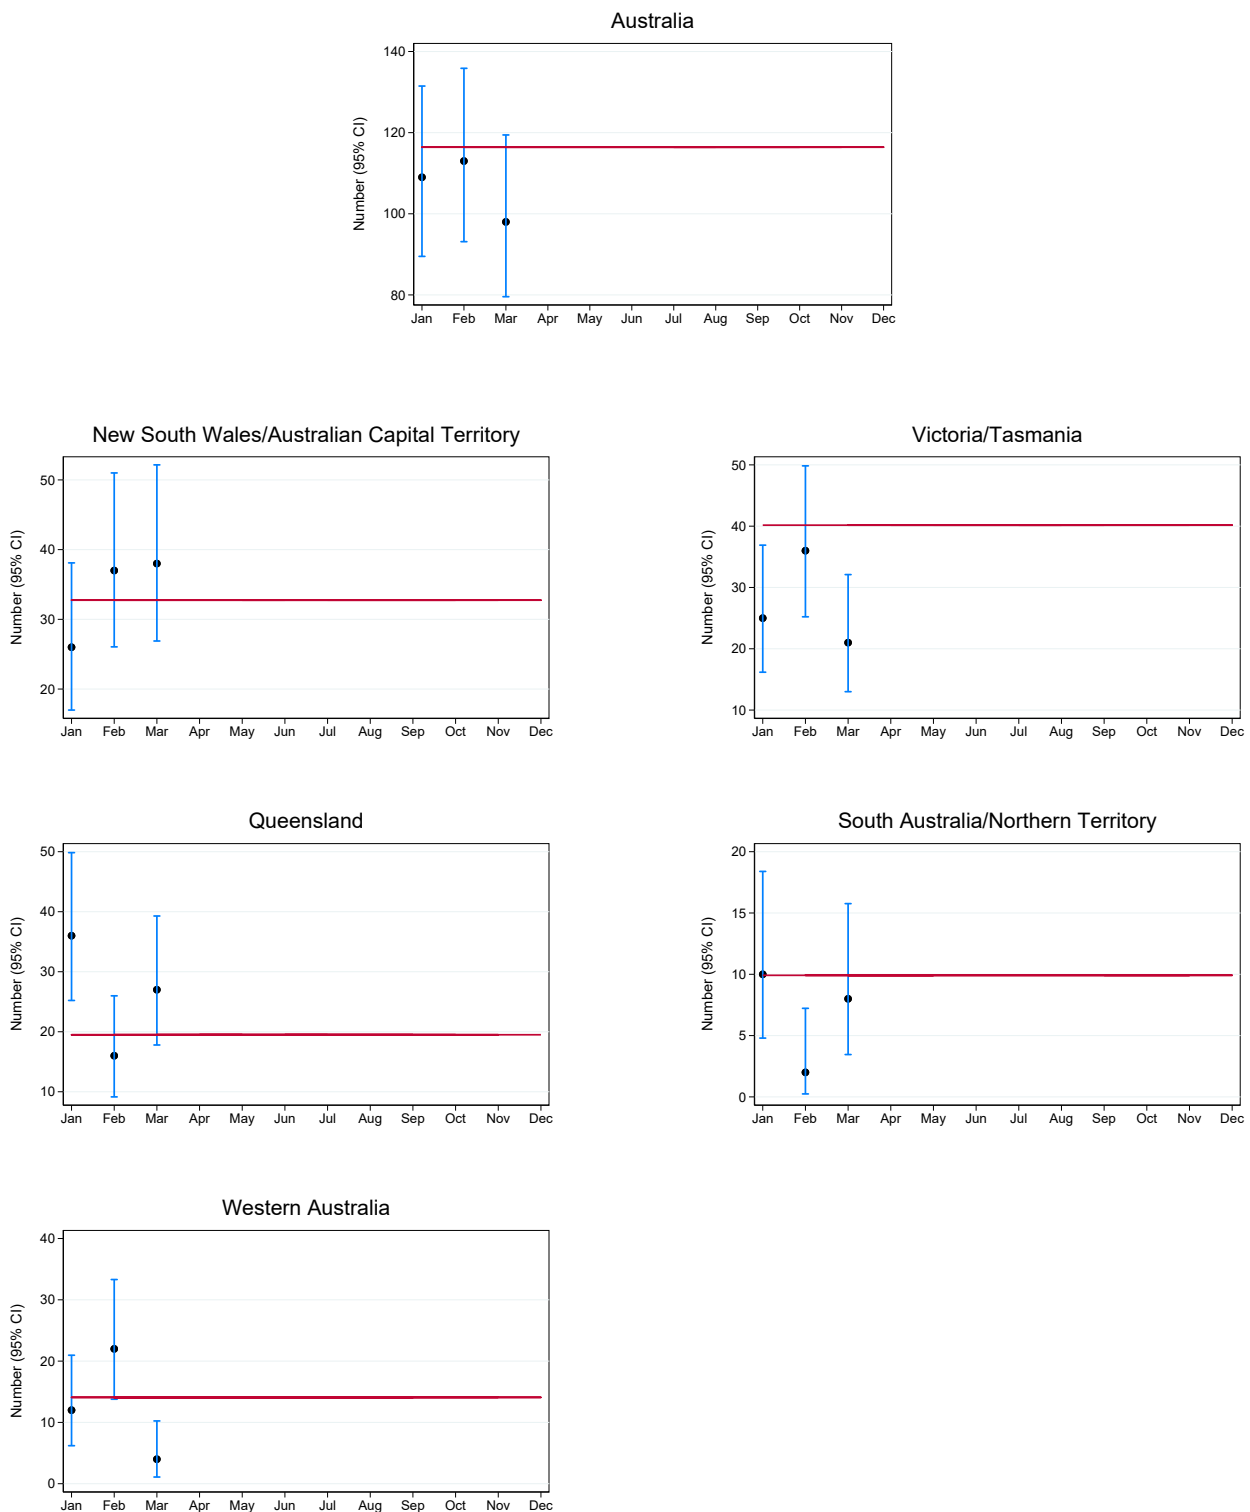 Australia
Number (95% CI)
140
120
100
80
Jan Feb Mar Apr May Jun Jul Aug Sep Oct Nov Dec
New South Wales/Australian Capital Territory
Number (95% CI)
50
40
30
20
Jan Feb Mar Apr May Jun Jul Aug Sep Oct Nov Dec
Victoria/Tasmania
Number (95% CI)
50
40
30
20
10
Jan Feb Mar Apr May Jun Jul Aug Sep Oct Nov Dec
Queensland
Number (95% CI)
50
40
30
20
10
Jan Feb Mar Apr May Jun Jul Aug Sep Oct Nov Dec
South Australia/Northern Territory
Number (95% CI)
20
15
10
5
0
Jan Feb Mar Apr May Jun Jul Aug Sep Oct Nov Dec
Western Australia
Number (95% CI)
40
30
20
10
0
Jan Feb Mar Apr May Jun Jul Aug Sep Oct Nov Dec